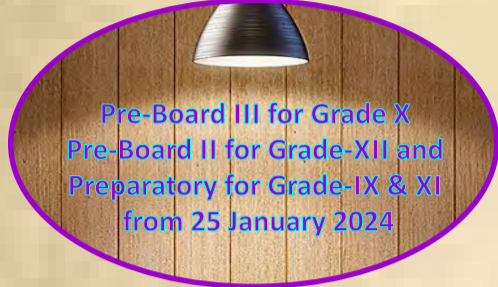 Pre-Board III for Grade X
Pre-Board II for Grade-XII and
Preparatory for Grade-IX & XI
from 25 January 2024